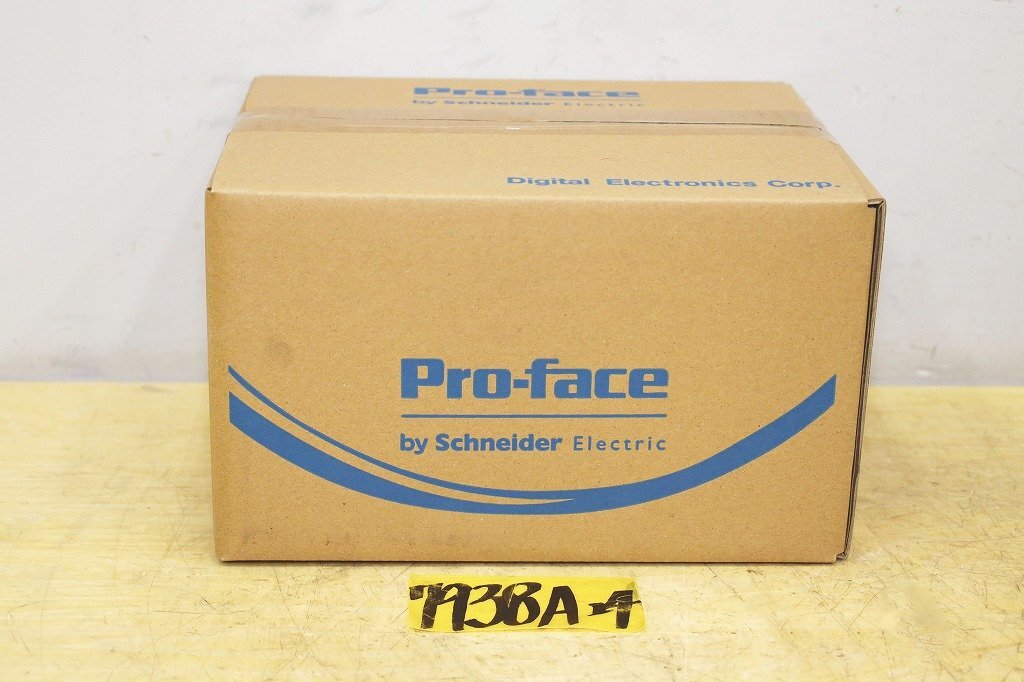 Pro-face
by Schneider Electric
Digital Electronics Corp.
Pro-face
by Schneider Electric
7938A-4